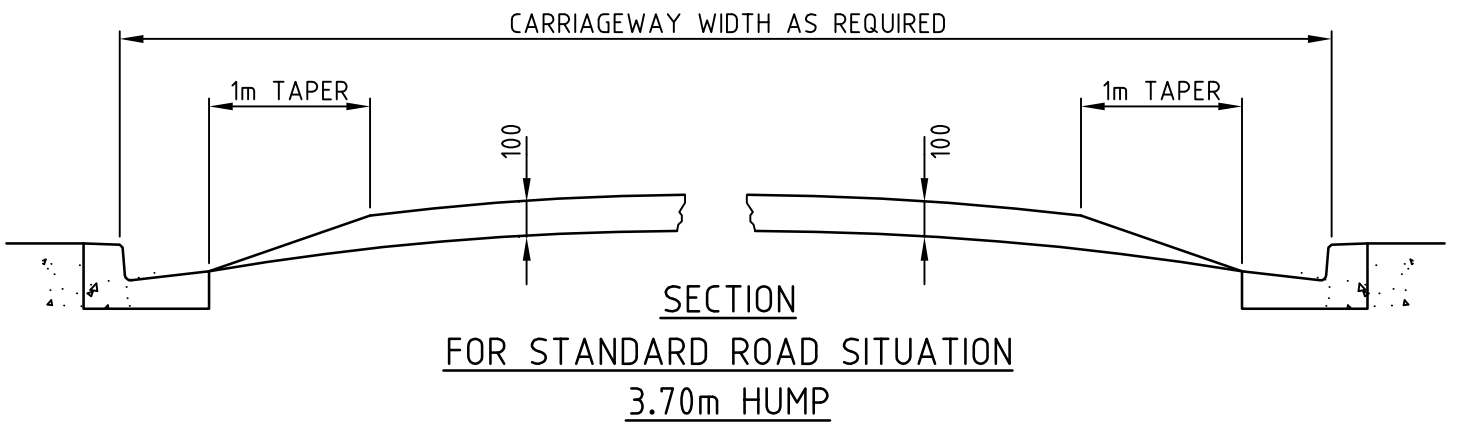 CARRIAGEWAY WIDTH AS REQUIRED
1m TAPER
1m TAPER
100
100
SECTION
FOR STANDARD ROAD SITUATION
3.70m HUMP